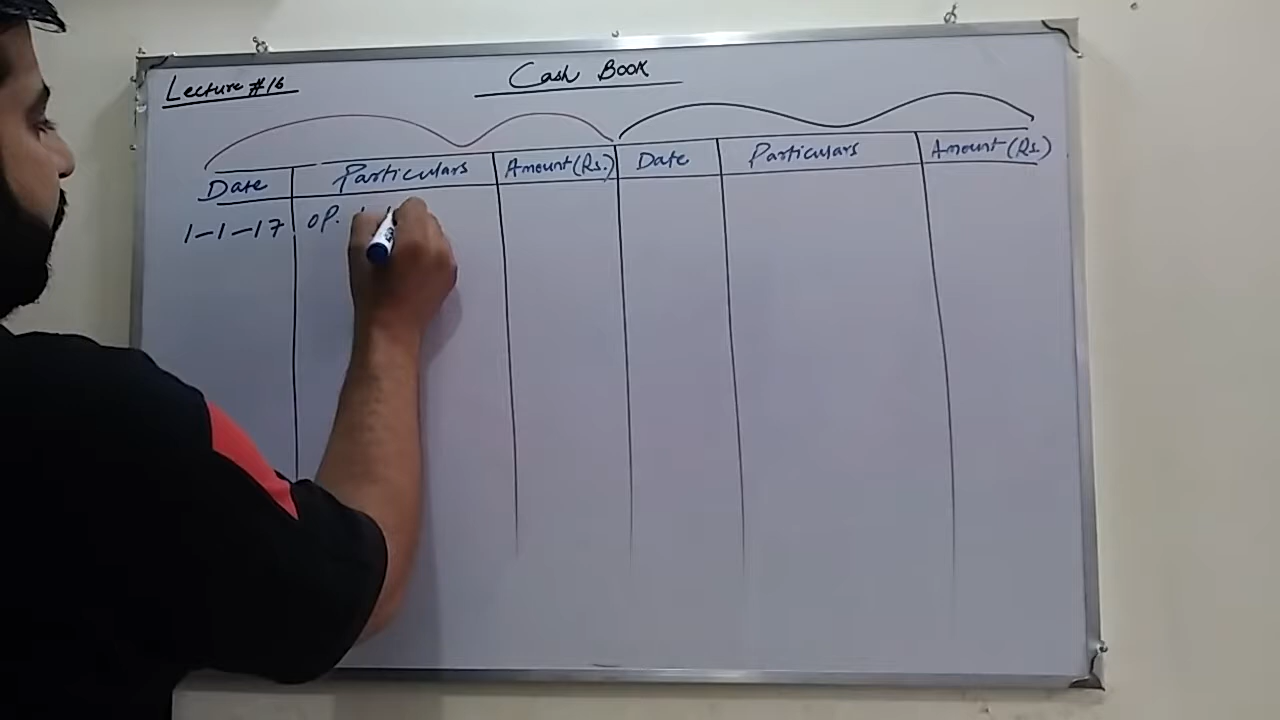 Lecture #16
Cash Book
Date Particulars Amount (Rs.) Date Particulars Amount (Rs.)
1-1-17 OP.